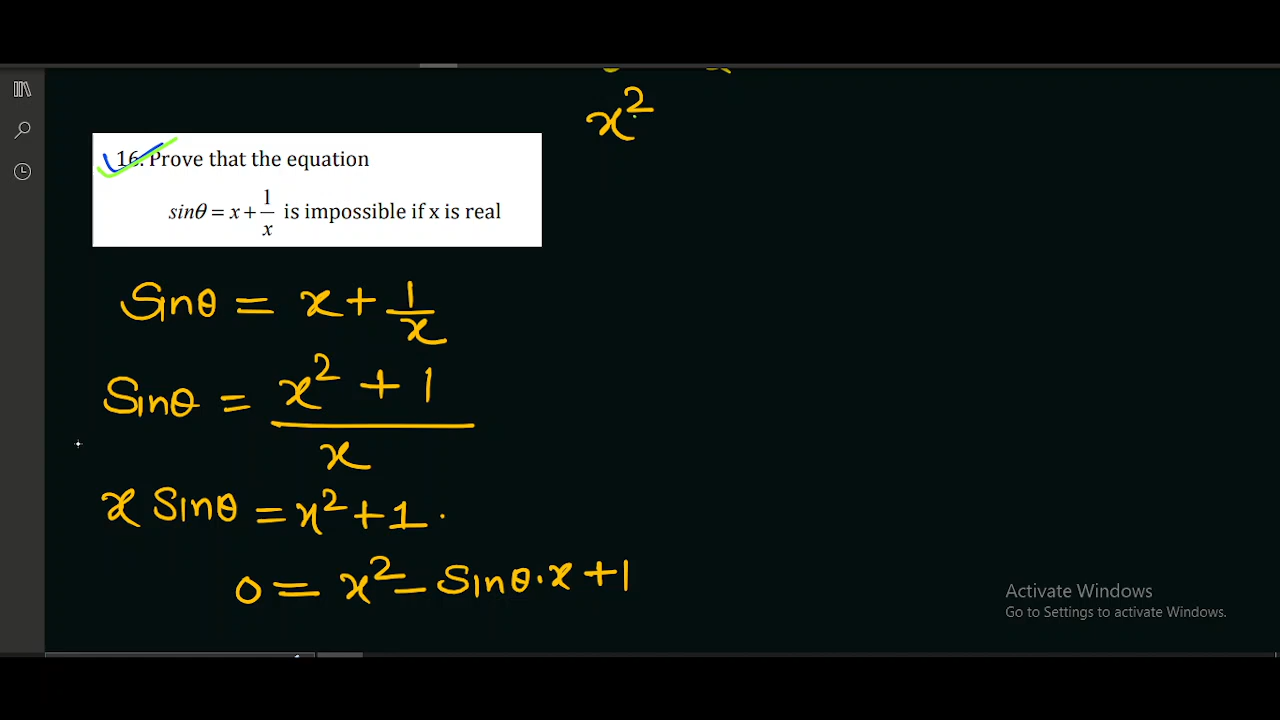 x²
16. Prove that the equation
sinθ = x + 1/x is impossible if x is real
Sinθ = x + 1/x
Sinθ = (x² + 1)/x
x Sinθ = x² + 1 .
0 = x² - Sinθ·x + 1
Activate Windows
Go to Settings to activate Windows.